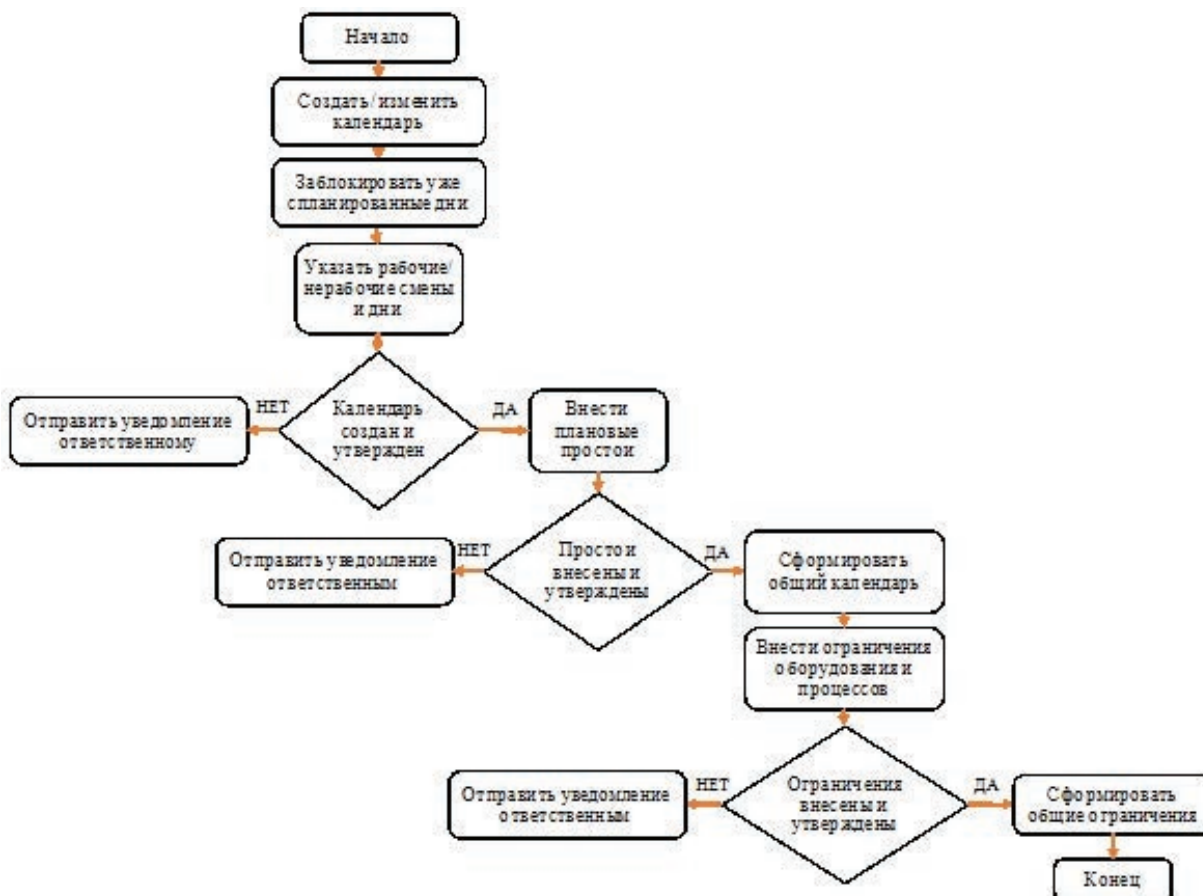 Начало
Создать/изменить
календарь
Заблокировать уже
спланированные дни
Указать рабочие/
нерабочие смены
и дни
Календарь
создан и
утвержден
НЕТ
Отправить уведомление
ответственному
ДА
Внести
плановые
простои
Простои
внесены и
утверждены
НЕТ
Отправить уведомление
ответственным
ДА
Сформировать
общий календарь
Внести ограничения
оборудования и
процессов
Ограничения
внесены и
утверждены
НЕТ
Отправить уведомление
ответственным
ДА
Сформировать
общие ограничения
Конец